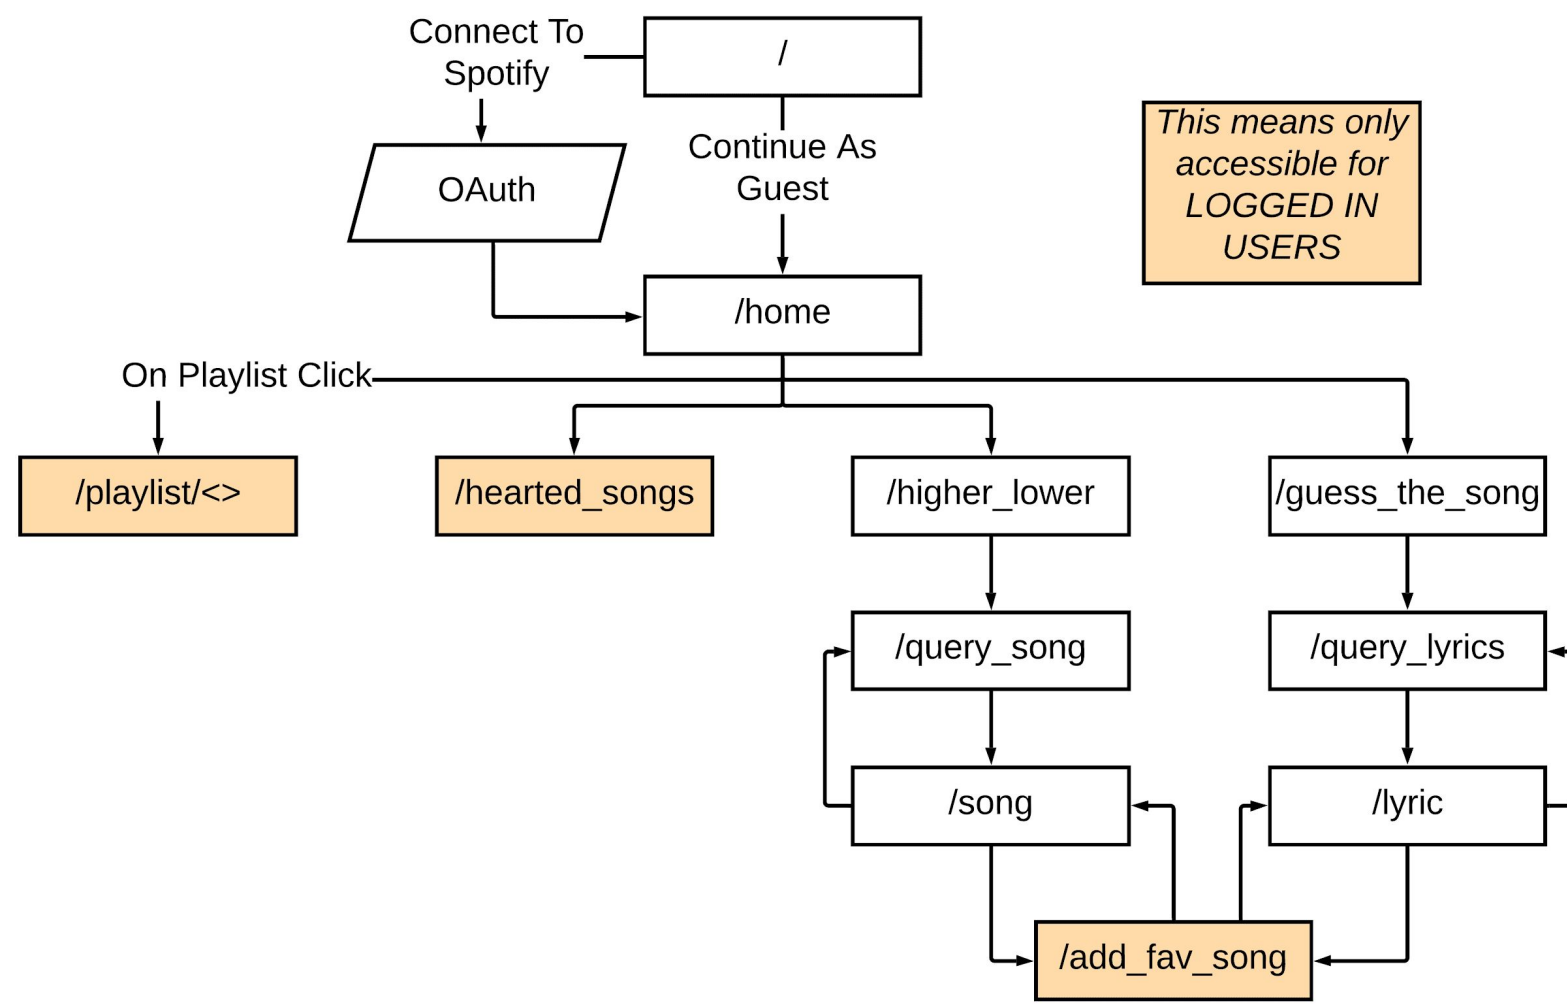 Connect To
Spotify
/
Continue As
Guest
This means only
accessible for
LOGGED IN
USERS
OAuth
/home
On Playlist Click
/playlist/<>
/hearted_songs
/higher_lower
/guess_the_song
/query_song
/query_lyrics
/song
/lyric
/add_fav_song